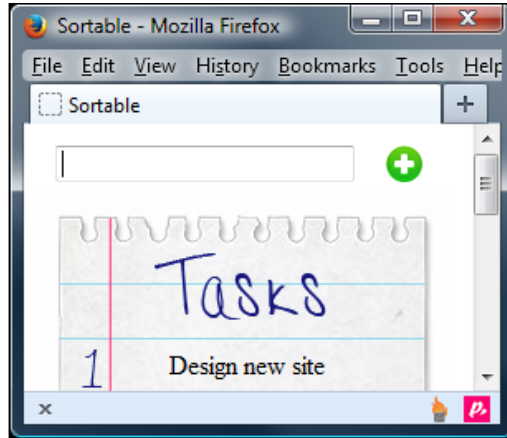 Sortable - Mozilla Firefox
File Edit View History Bookmarks Tools Help
Sortable
Tasks
1 Design new site